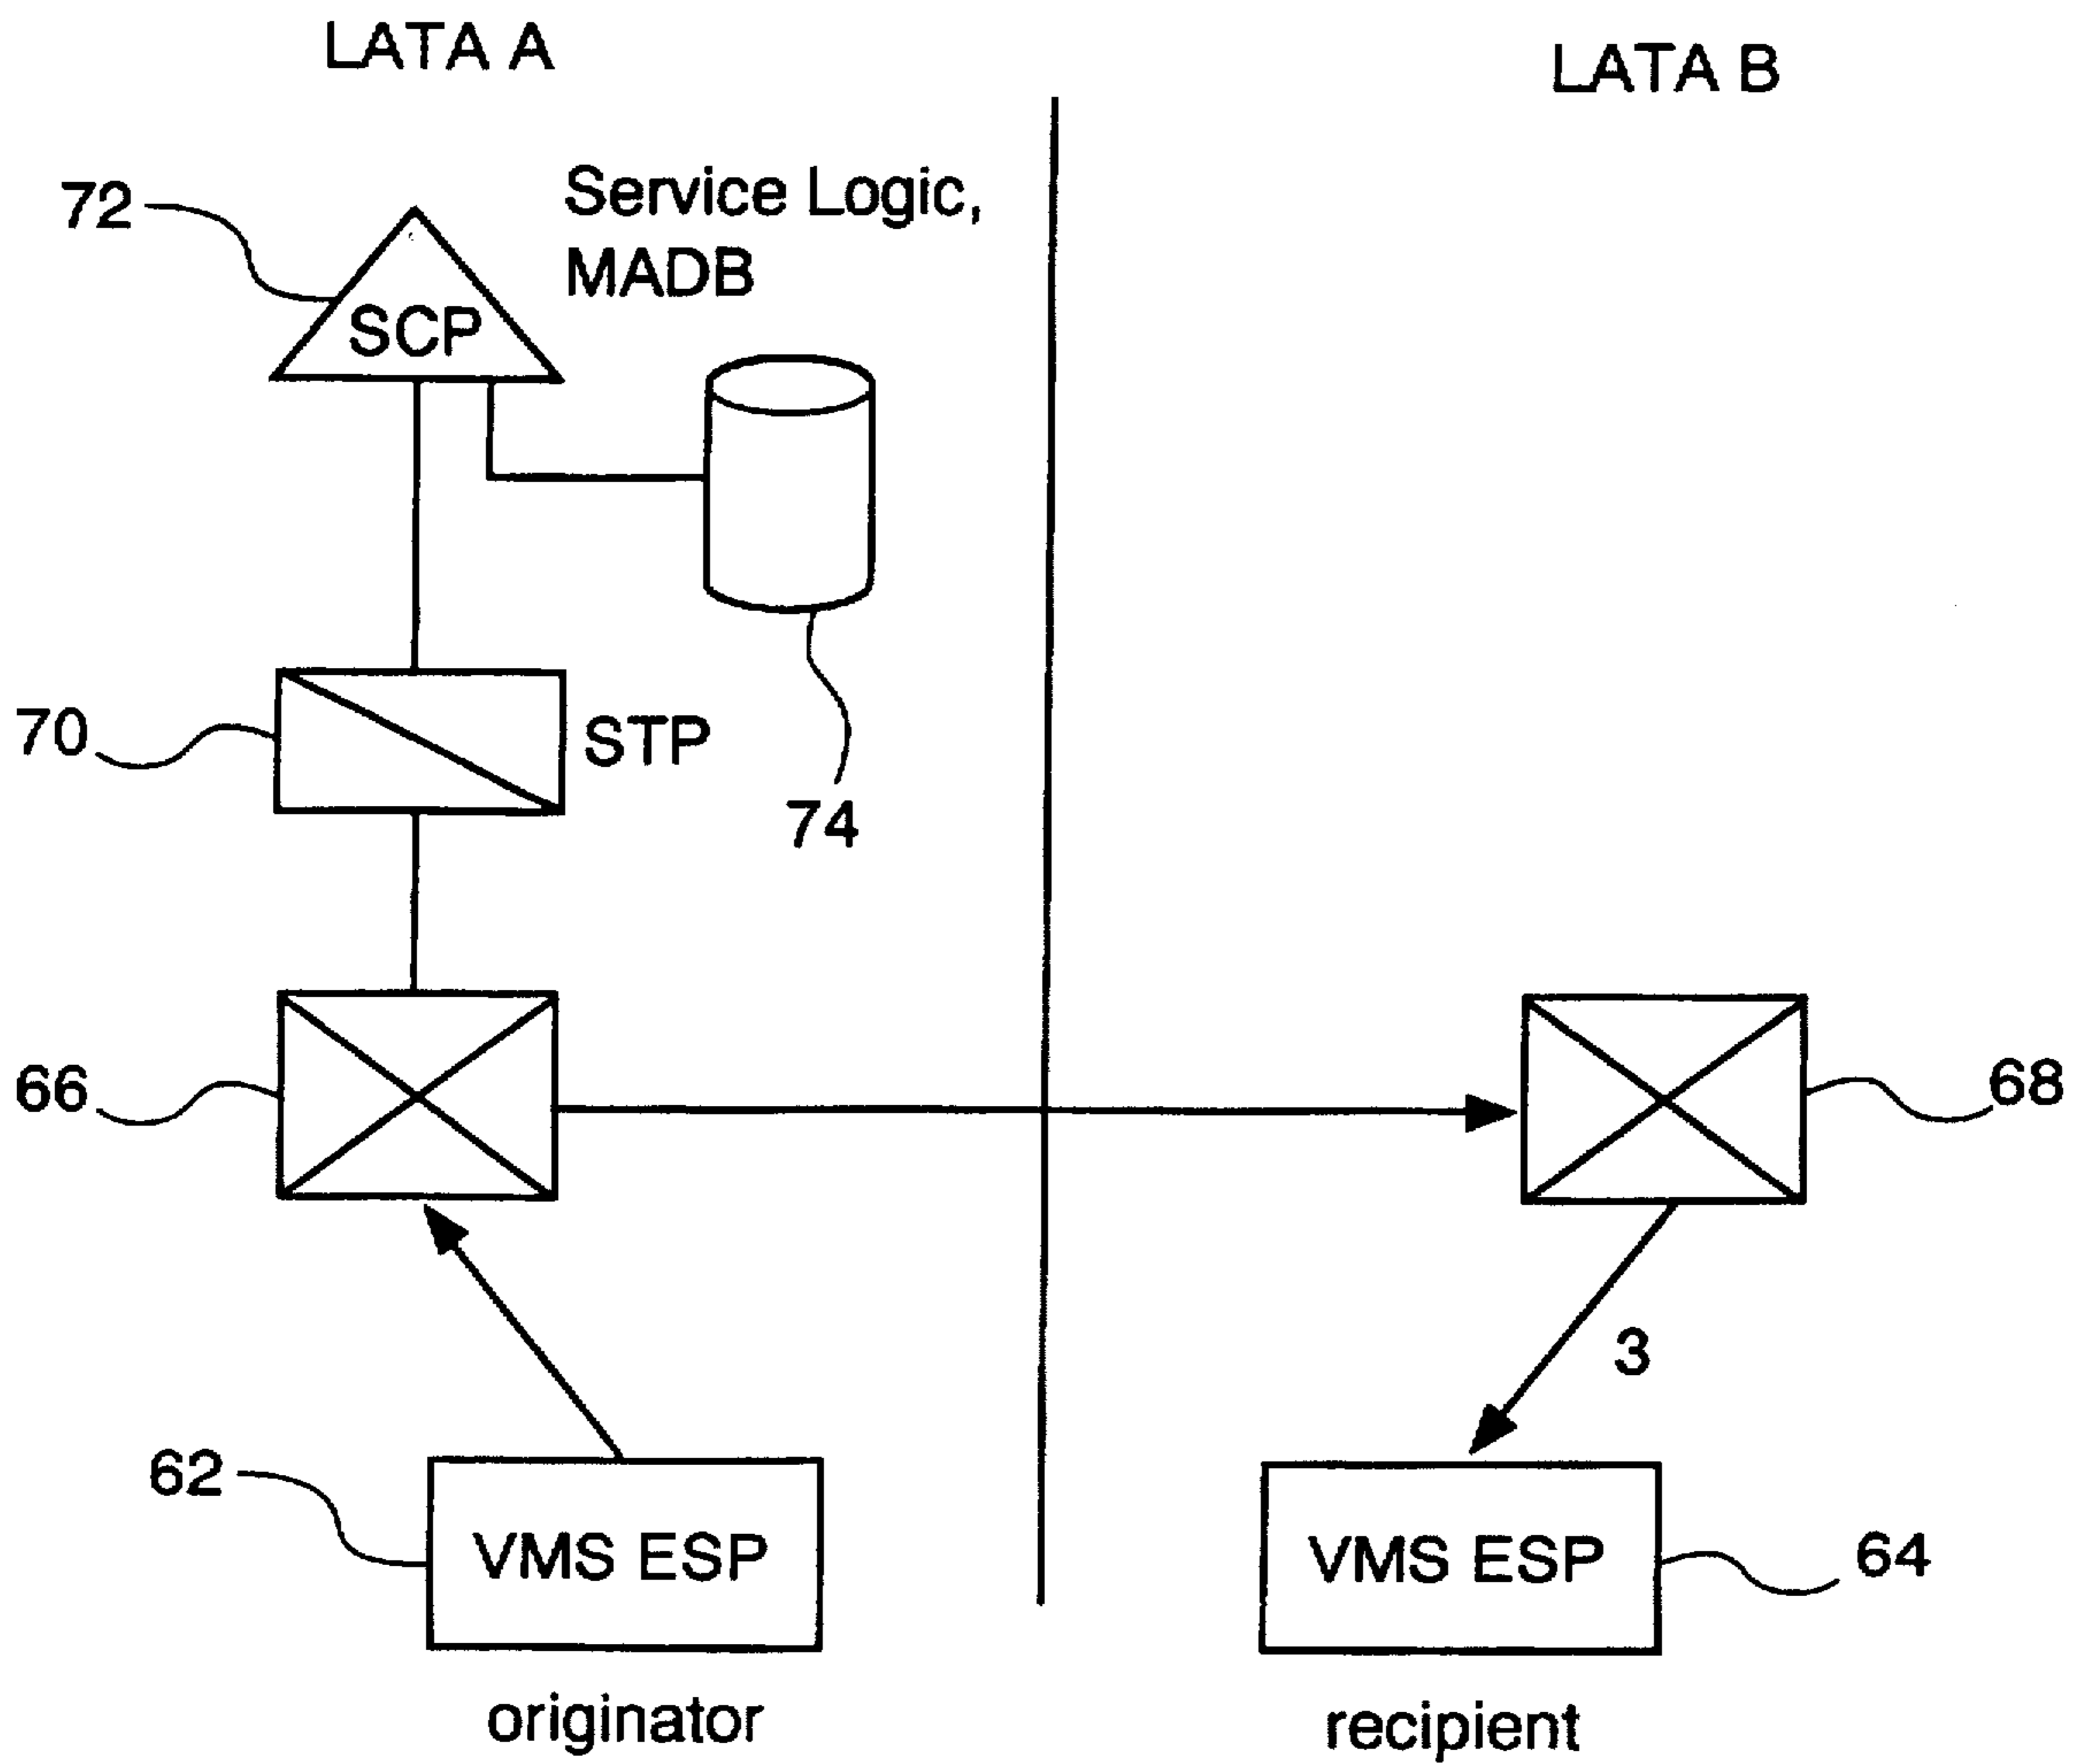 LATA A
LATA B
72
Service Logic,
MADB
SCP
70
STP
74
66
68
3
62
VMS ESP
VMS ESP
64
originator
recipient